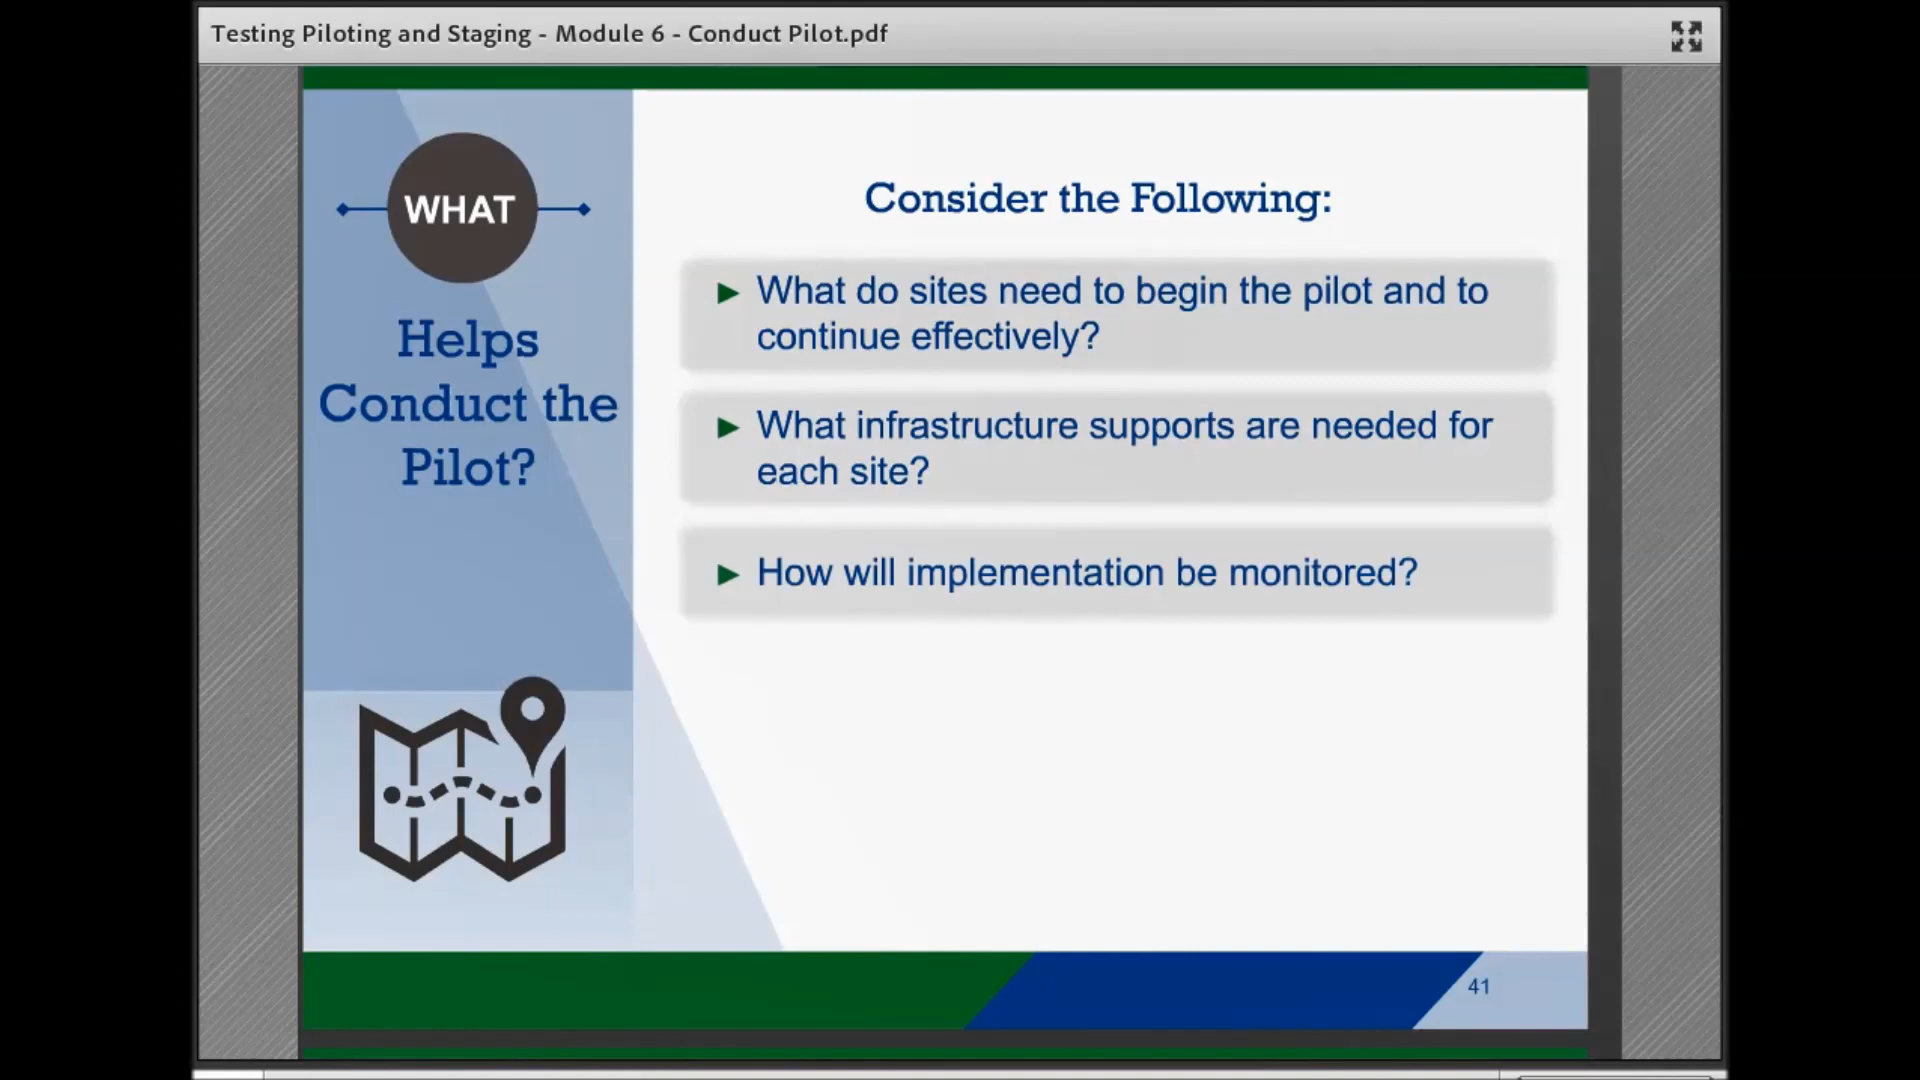 Testing Piloting and Staging - Module 6 - Conduct Pilot.pdf
WHAT
Helps
Conduct the
Pilot?
Consider the Following:
► What do sites need to begin the pilot and to
continue effectively?
► What infrastructure supports are needed for
each site?
► How will implementation be monitored?
41